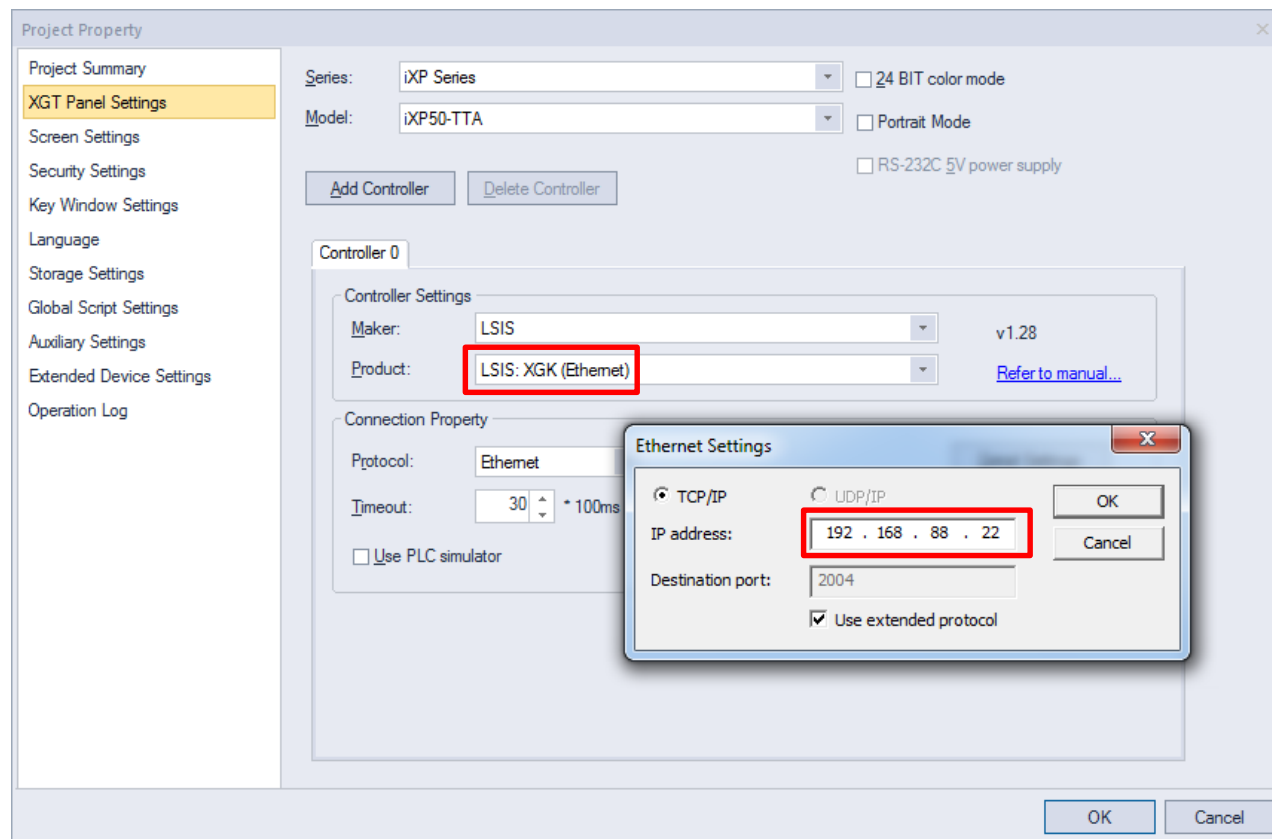 Project Property
Project Summary
XGT Panel Settings
Screen Settings
Security Settings
Key Window Settings
Language
Storage Settings
Global Script Settings
Auxiliary Settings
Extended Device Settings
Operation Log
Series: iXP Series 24 BIT color mode
Model: iXP50-TTA Portrait Mode
RS-232C 5V power supply
Add Controller Delete Controller
Controller 0
Controller Settings
Maker: LSIS v1.28
Product: LSIS: XGK (Ethernet) Refer to manual...
Connection Property
Protocol: Ethernet
Timeout: 30 * 100ms
Use PLC simulator
Ethernet Settings
TCP/IP UDP/IP OK
IP address: 192 . 168 . 88 . 22 Cancel
Destination port: 2004
Use extended protocol
OK Cancel